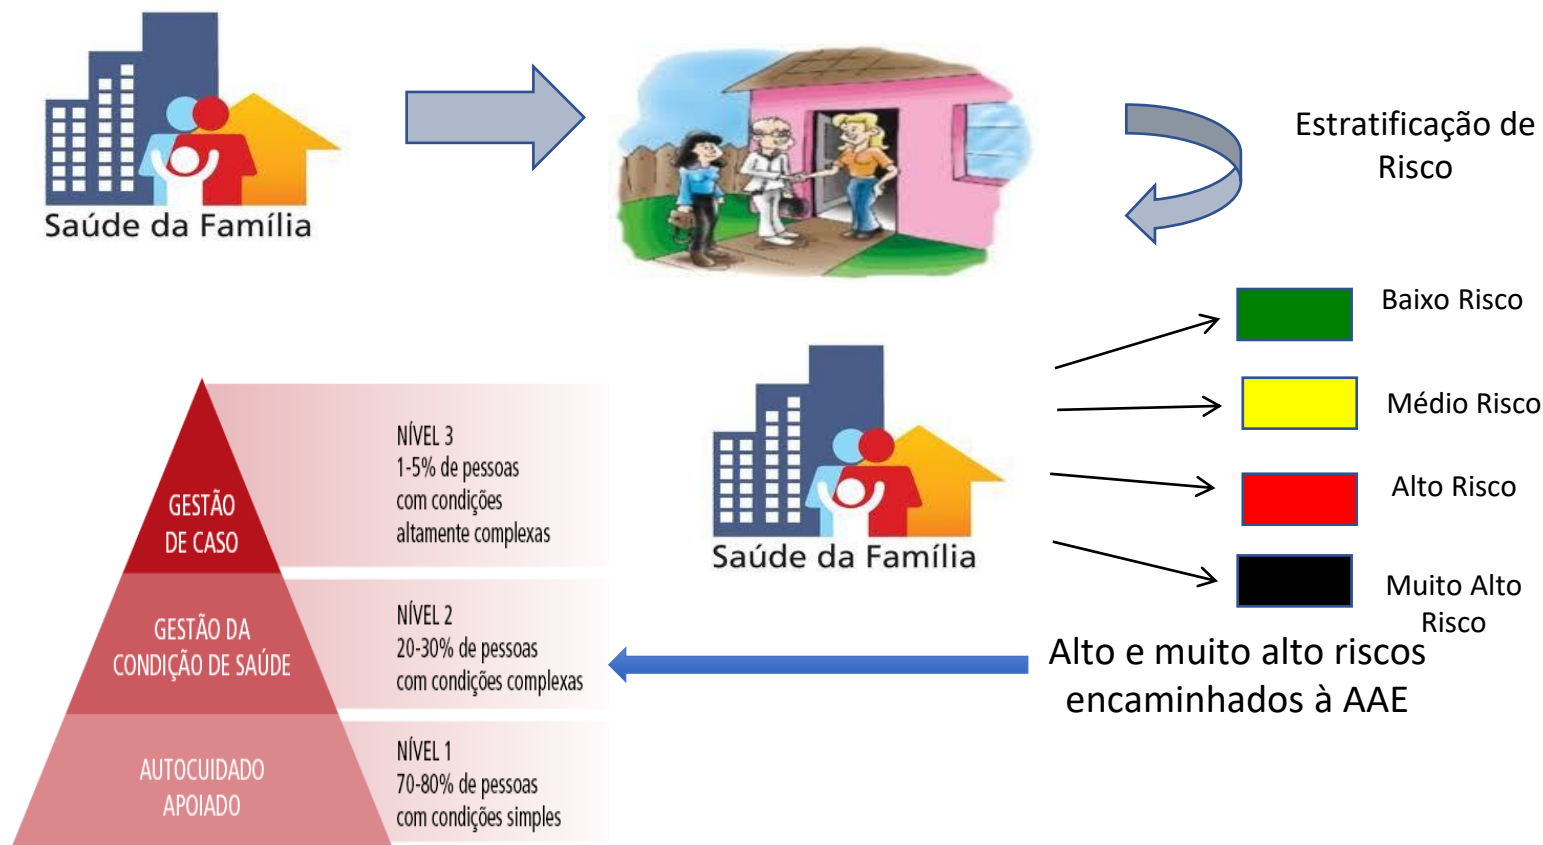 Saúde da Família
Estratificação de
Risco
Baixo Risco
Médio Risco
Alto Risco
Muito Alto
Risco
Saúde da Família
Alto e muito alto riscos
encaminhados à AAE
GESTÃO
DE CASO
NÍVEL 3
1-5% de pessoas
com condições
altamente complexas
GESTÃO DA
CONDIÇÃO DE SAÚDE
NÍVEL 2
20-30% de pessoas
com condições complexas
AUTOCUIDADO
APOIADO
NÍVEL 1
70-80% de pessoas
com condições simples